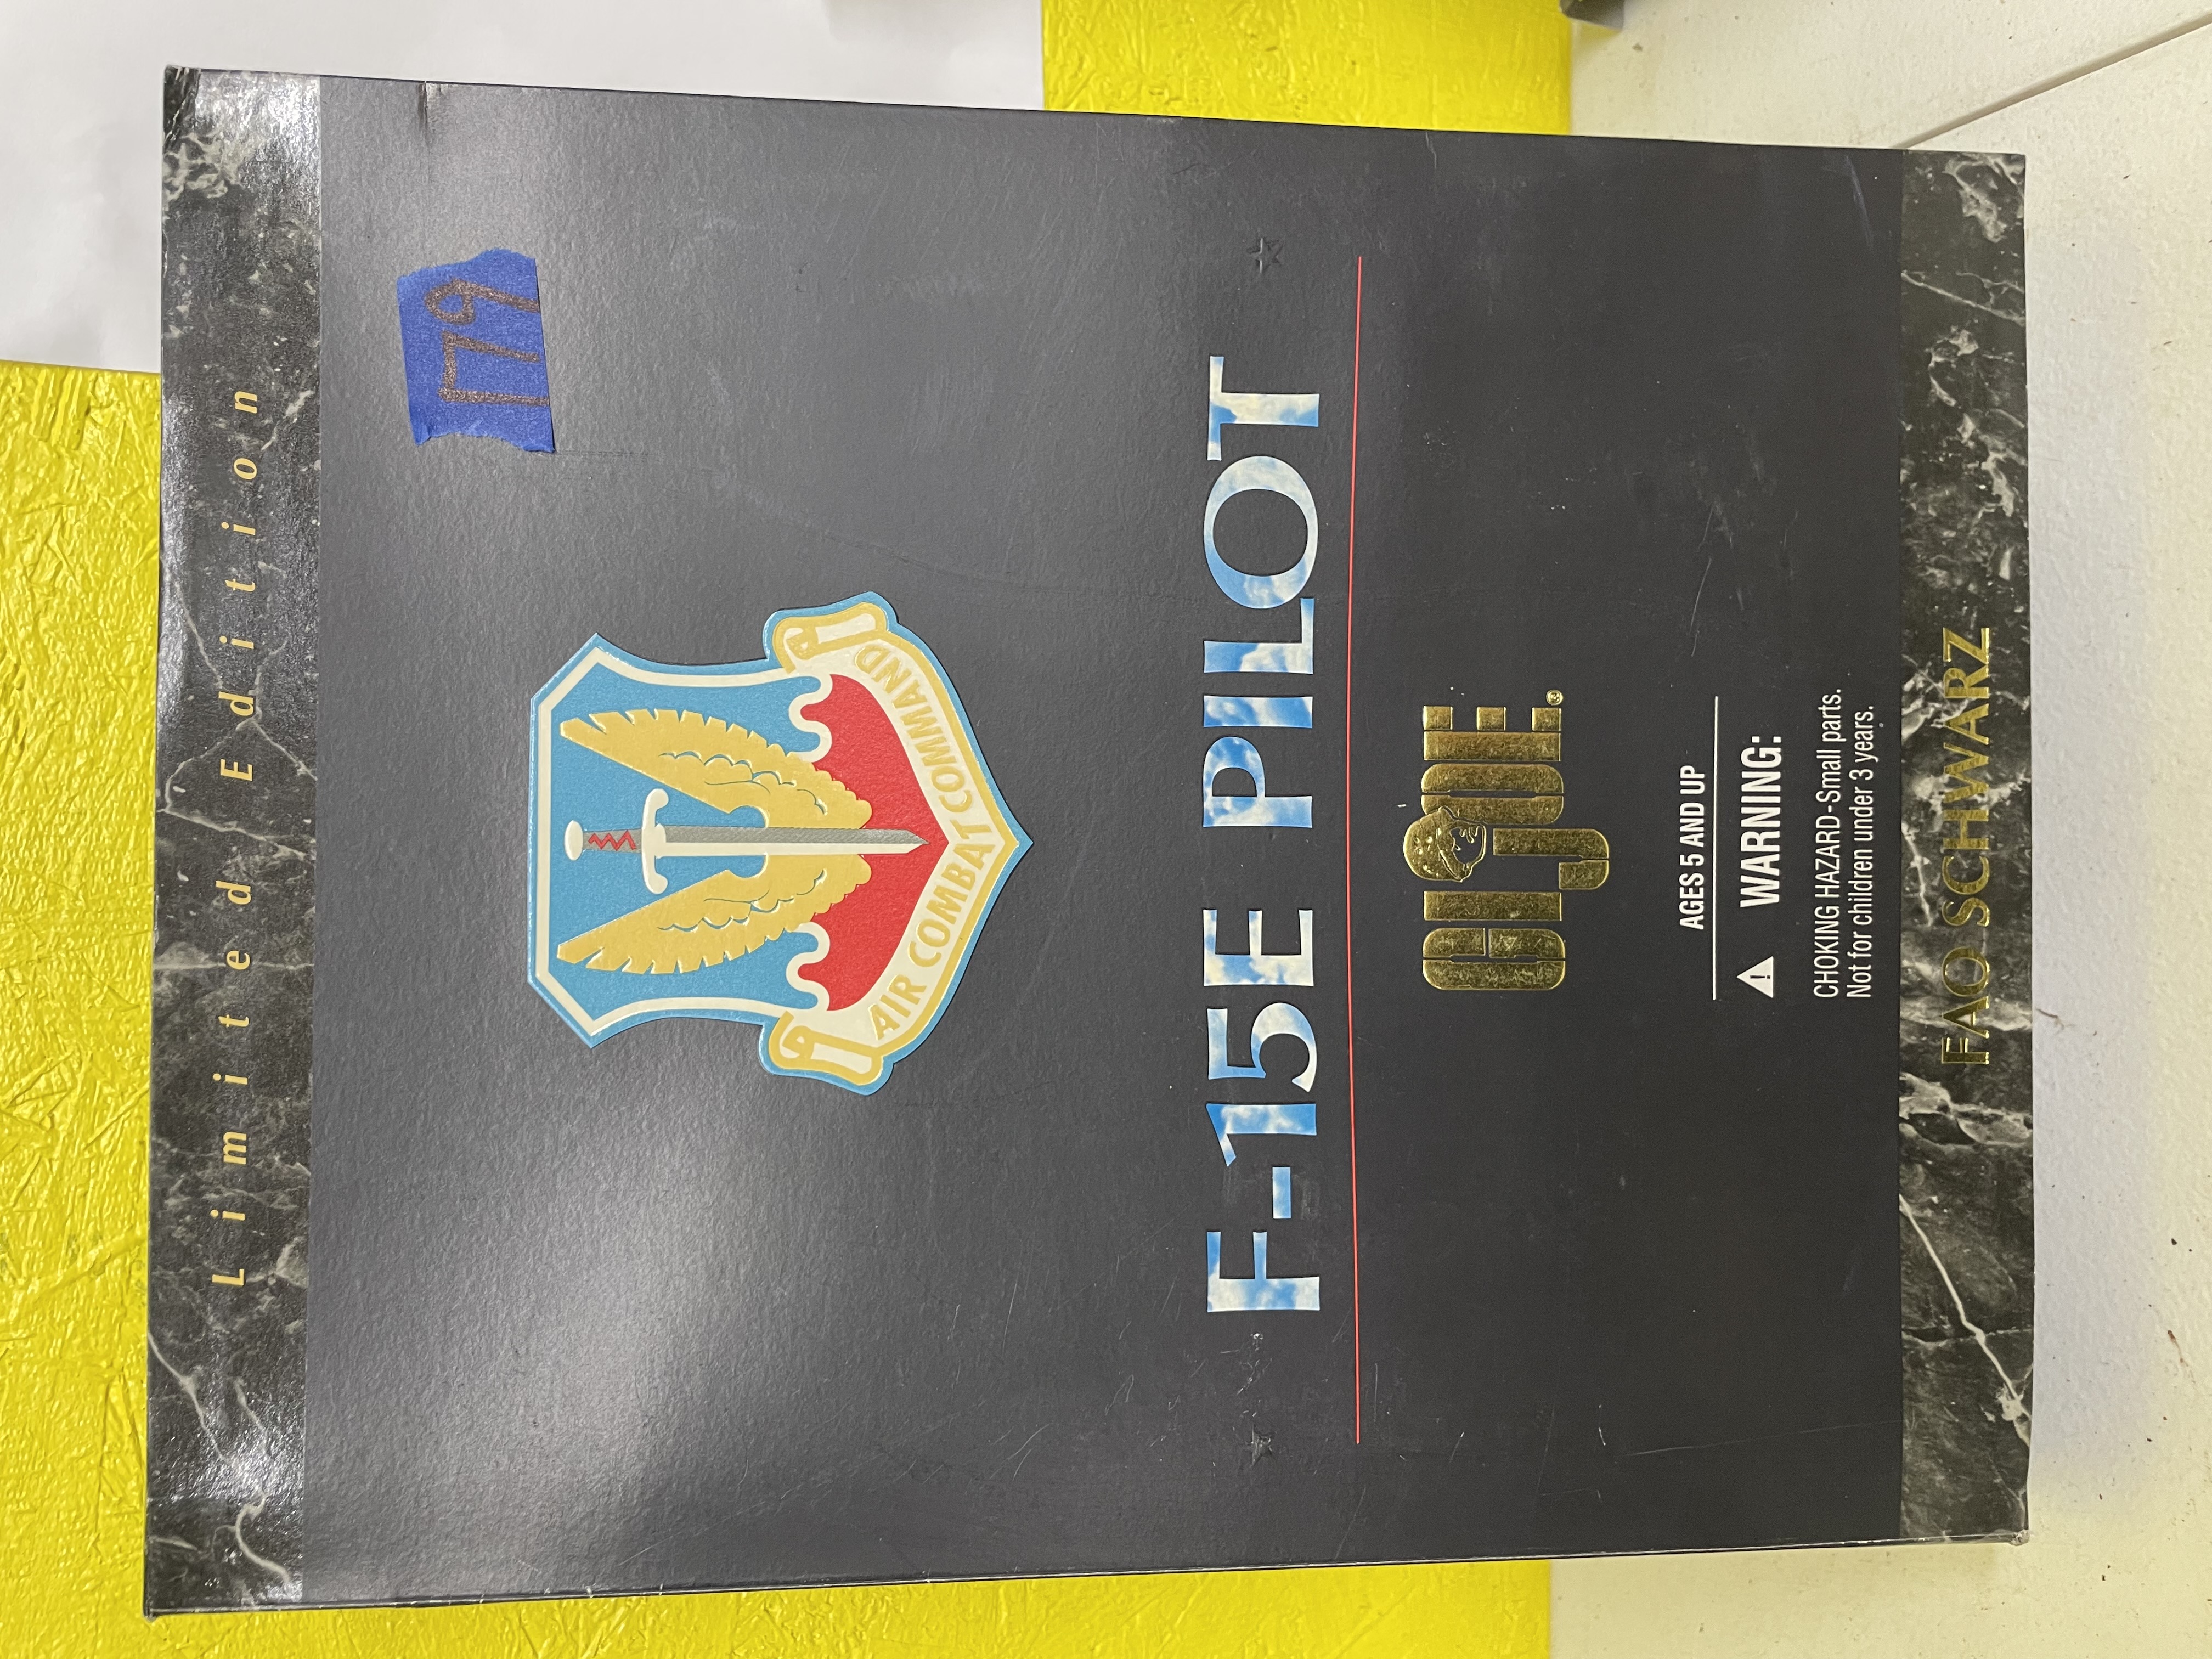 Limited Edition
179
AIR COMBAT COMMAND
F-15E PILOT
GI JOE®
AGES 5 AND UP
WARNING:
CHOKING HAZARD-Small parts.
Not for children under 3 years.
FAO SCHWARZ